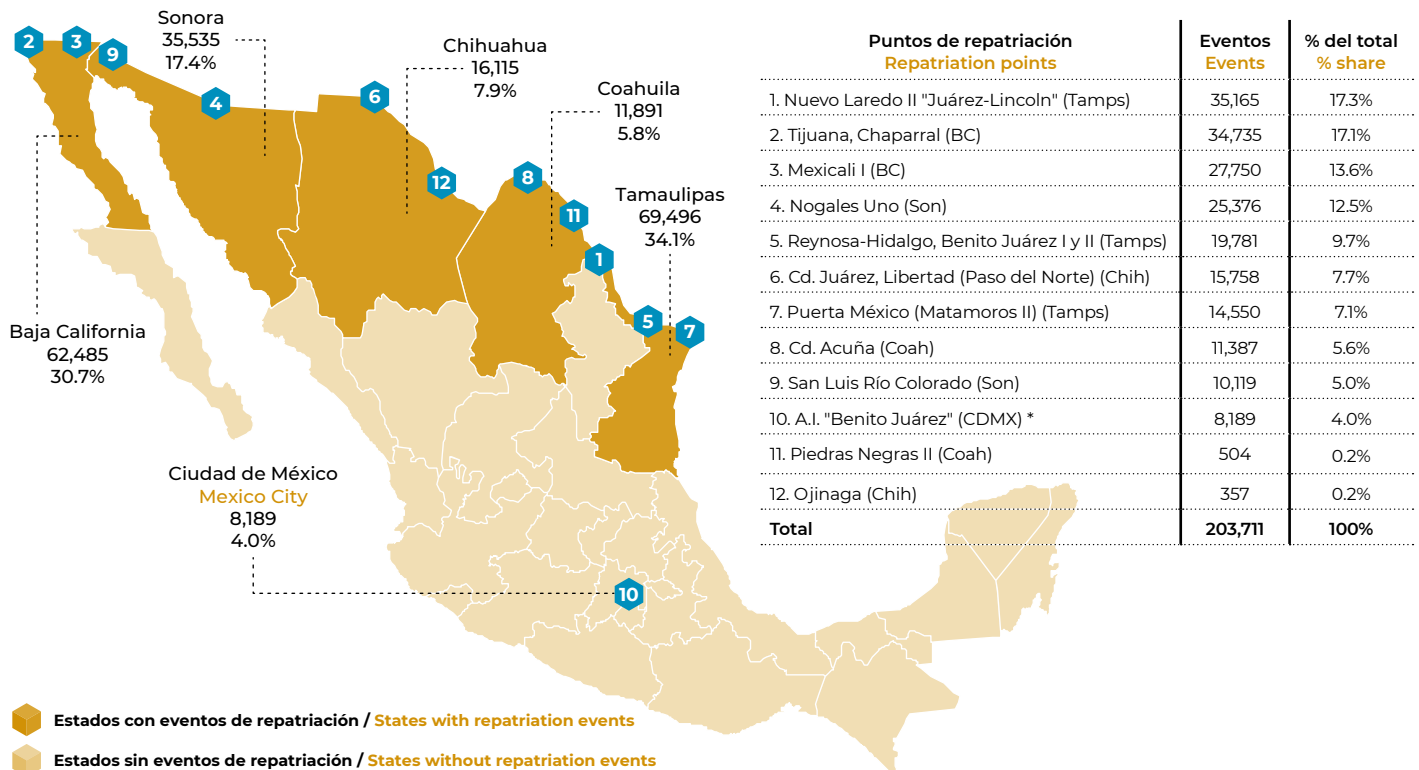 2
3
9
Sonora
35,535
17.4%
4
6
Chihuahua
16,115
7.9%
12
Coahuila
11,891
5.8%
8
11
1
Tamaulipas
69,496
34.1%
5
7
Baja California
62,485
30.7%
Ciudad de México
Mexico City
8,189
4.0%
10
Puntos de repatriación Eventos % del total
Repatriation points Events % share
1. Nuevo Laredo II "Juárez-Lincoln" (Tamps) 35,165 17.3%
2. Tijuana, Chaparral (BC) 34,735 17.1%
3. Mexicali I (BC) 27,750 13.6%
4. Nogales Uno (Son) 25,376 12.5%
5. Reynosa-Hidalgo, Benito Juárez I y II (Tamps) 19,781 9.7%
6. Cd. Juárez, Libertad (Paso del Norte) (Chih) 15,758 7.7%
7. Puerta México (Matamoros II) (Tamps) 14,550 7.1%
8. Cd. Acuña (Coah) 11,387 5.6%
9. San Luis Río Colorado (Son) 10,119 5.0%
10. A.I. "Benito Juárez" (CDMX) * 8,189 4.0%
11. Piedras Negras II (Coah) 504 0.2%
12. Ojinaga (Chih) 357 0.2%
Total 203,711 100%
Estados con eventos de repatriación / States with repatriation events
Estados sin eventos de repatriación / States without repatriation events